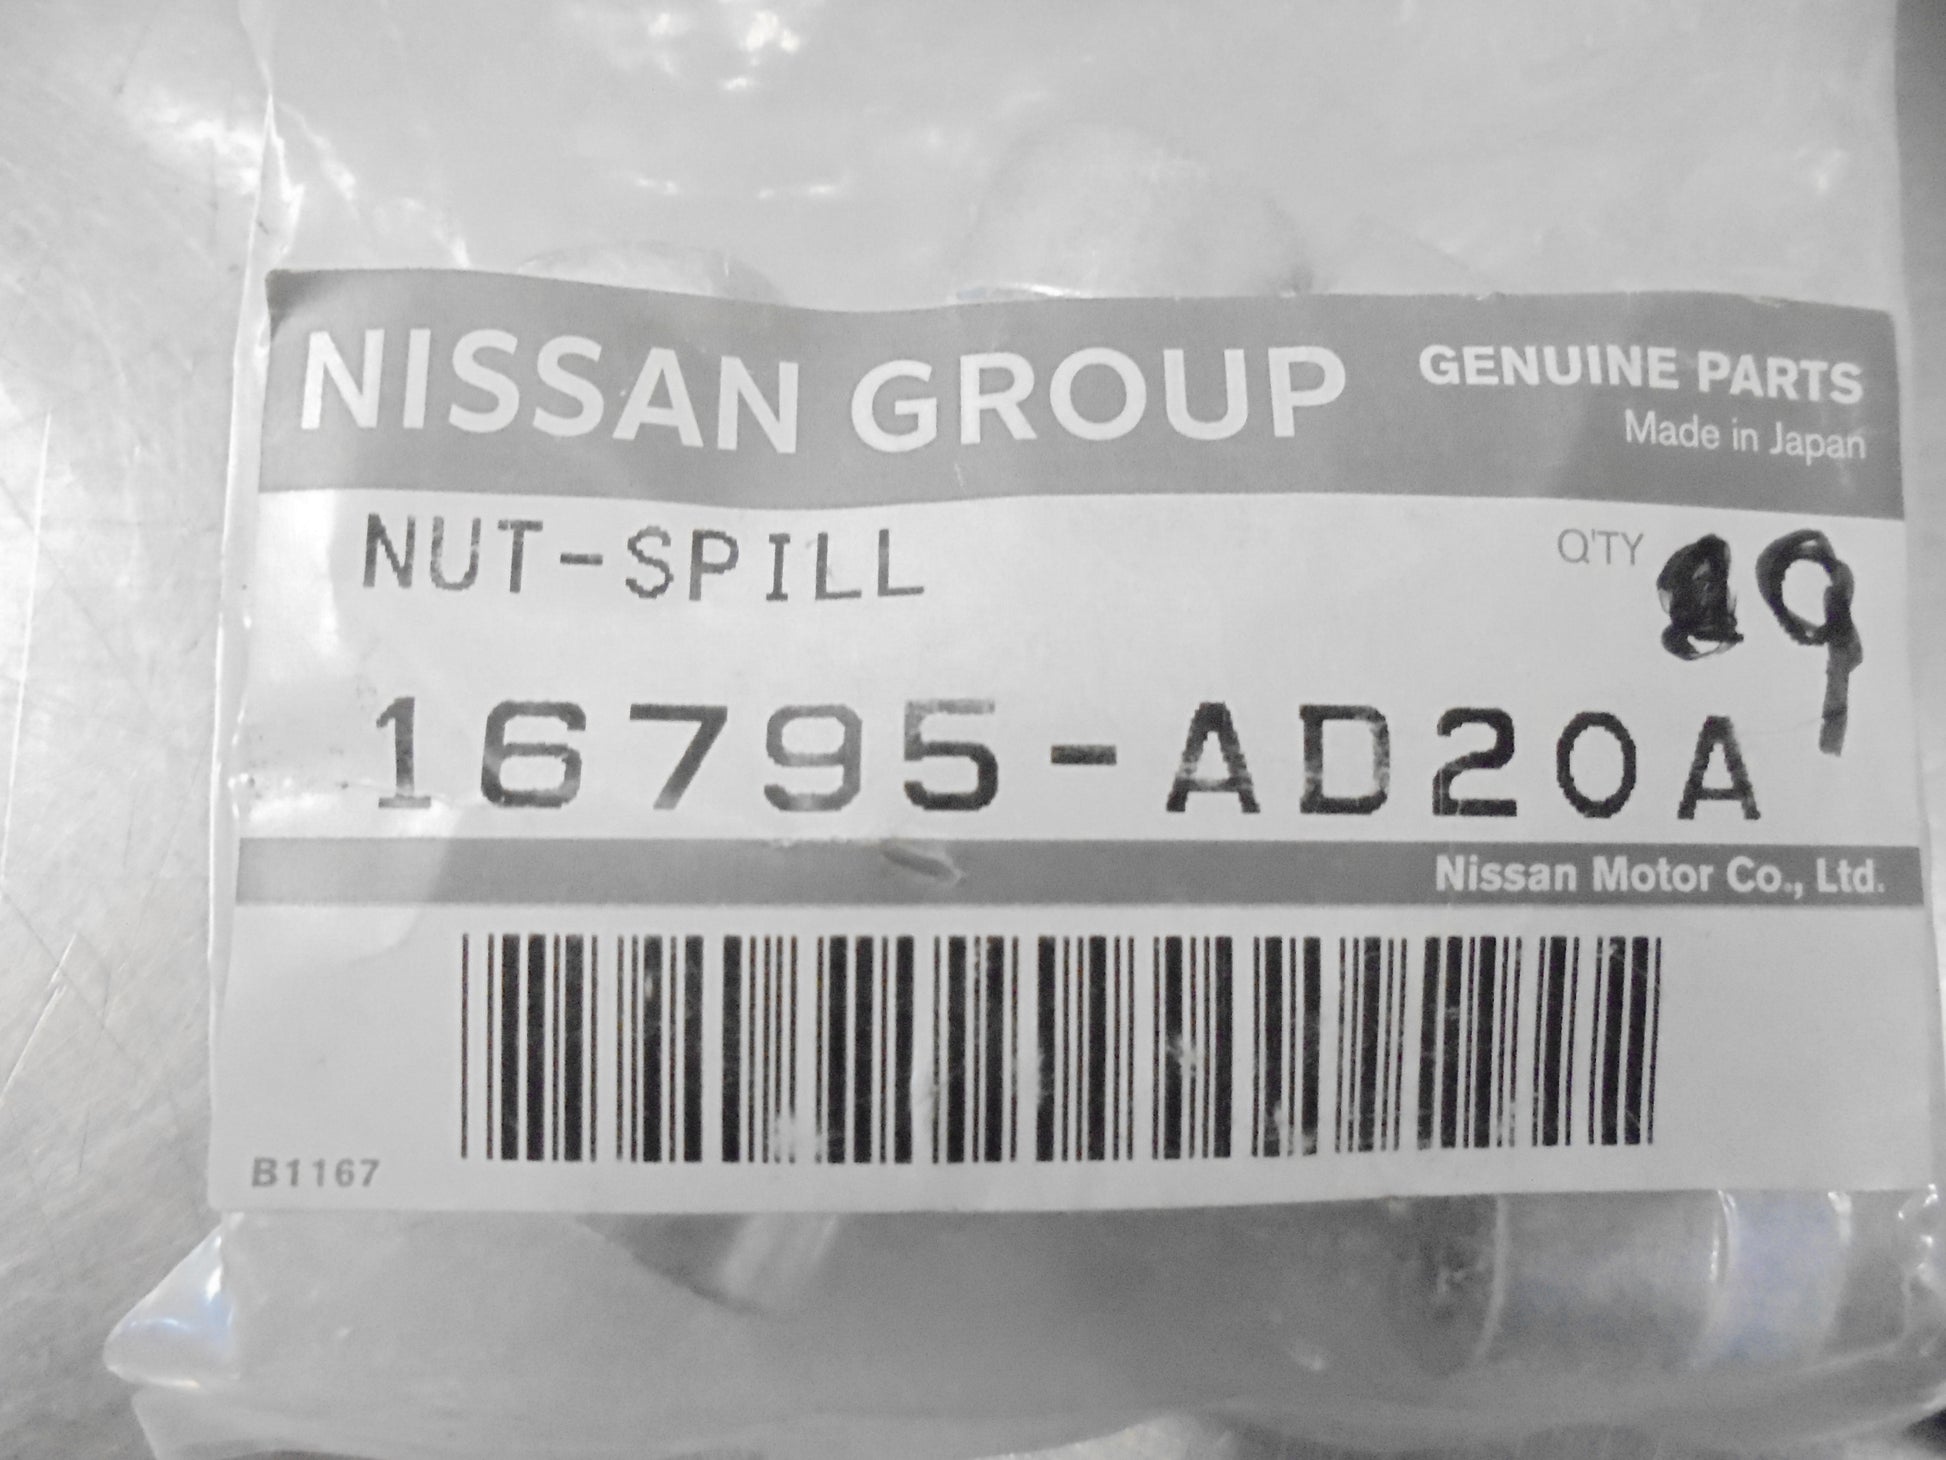 NISSAN GROUP GENUINE PARTS
Made in Japan
NUT-SPILL Q'TY 9
16795-AD20A
Nissan Motor Co., Ltd.
B1167